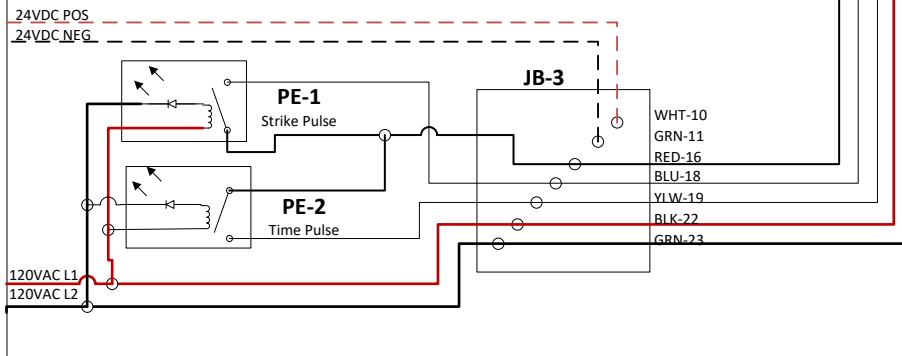 24VDC POS
24VDC NEG
JB-3
PE-1
Strike Pulse
WHT-10
GRN-11
RED-16
BLU-18
YLW-19
BLK-22
GRN-23
PE-2
Time Pulse
120VAC L1
120VAC L2